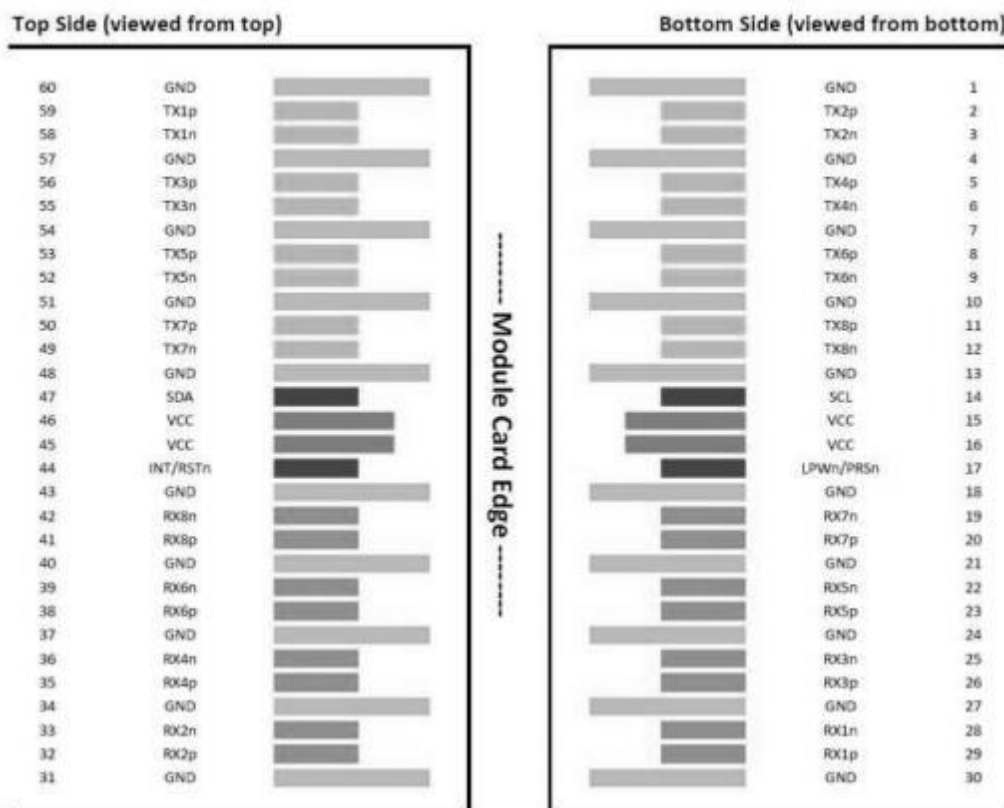 Top Side (viewed from top)
60 GND
59 TX1p
58 TX1n
57 GND
56 TX3p
55 TX3n
54 GND
53 TX5p
52 TX5n
51 GND
50 TX7p
49 TX7n
48 GND
47 SDA
46 VCC
45 VCC
44 INT/RSTn
43 GND
42 RX8n
41 RX8p
40 GND
39 RX6n
38 RX6p
37 GND
36 RX4n
35 RX4p
34 GND
33 RX2n
32 RX2p
31 GND
-------- Module Card Edge --------
Bottom Side (viewed from bottom)
GND 1
TX2p 2
TX2n 3
GND 4
TX4p 5
TX4n 6
GND 7
TX6p 8
TX6n 9
GND 10
TX8p 11
TX8n 12
GND 13
SCL 14
VCC 15
VCC 16
LPWn/PRSn 17
GND 18
RX7n 19
RX7p 20
GND 21
RX5n 22
RX5p 23
GND 24
RX3n 25
RX3p 26
GND 27
RX1n 28
RX1p 29
GND 30